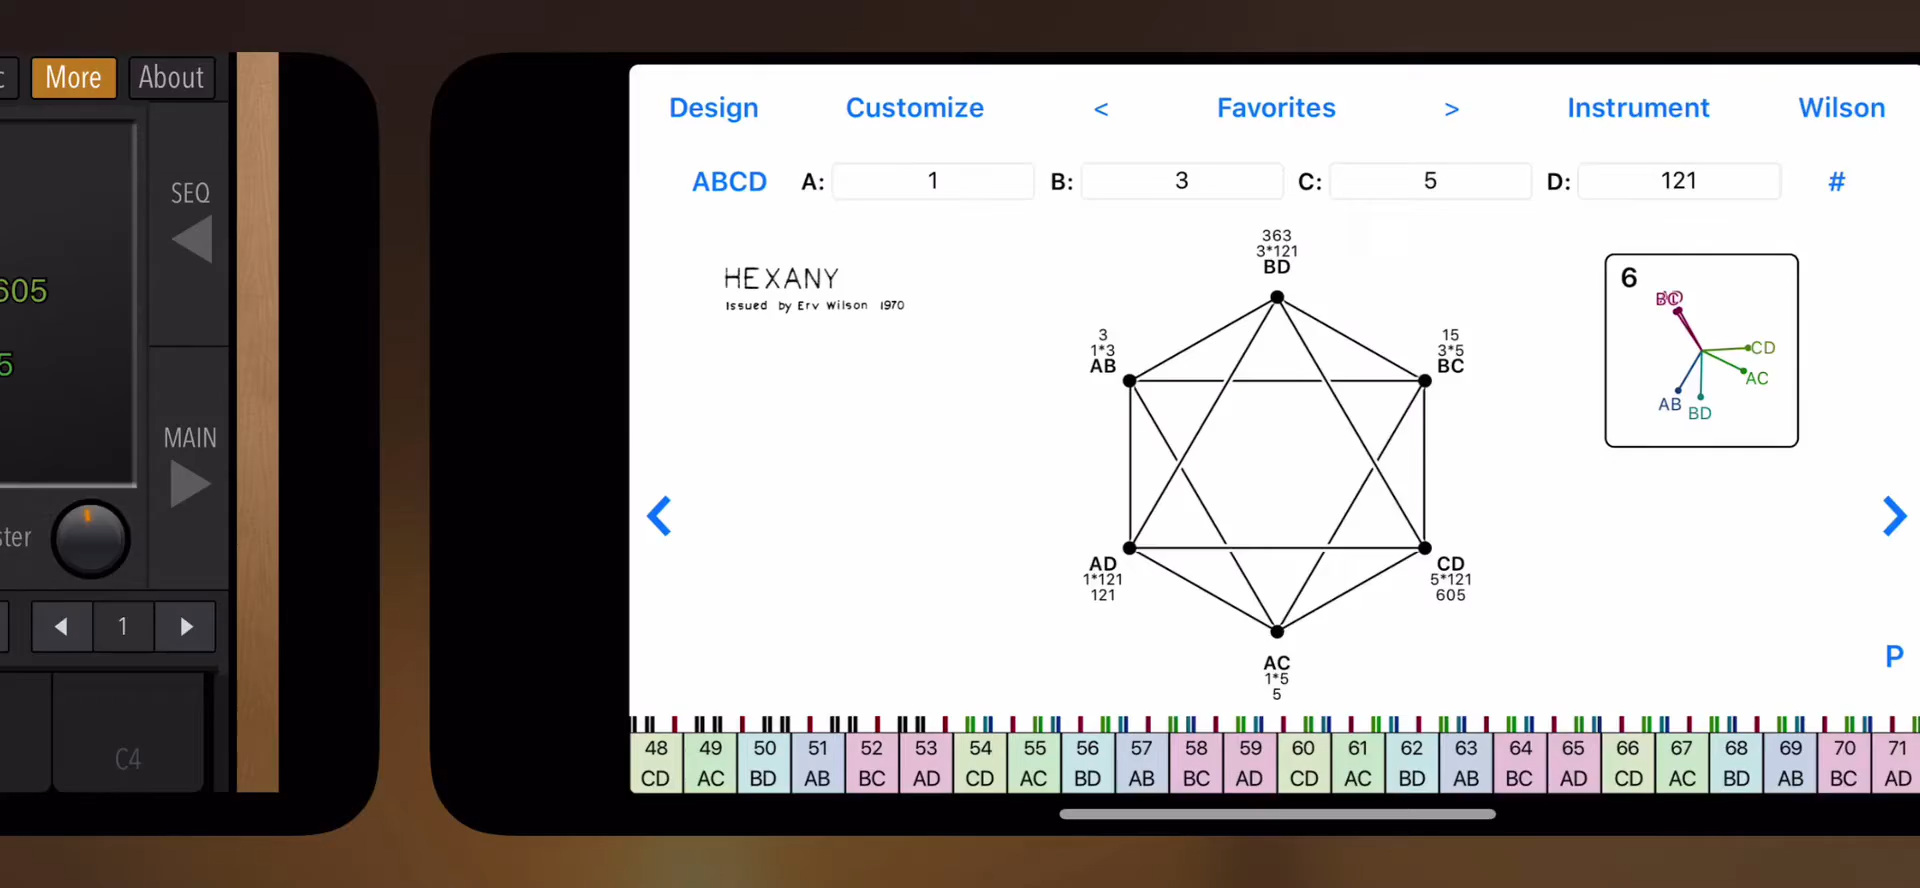 More
About
SEQ
605
5
MAIN
1
C4
Design
Customize
<
Favorites
>
Instrument
Wilson
ABCD
A:
1
B:
3
C:
5
D:
121
#
HEXANY
Issued by Erv Wilson 1970
363
3*121
BD
3
1*3
AB
15
3*5
BC
AD
1*121
121
CD
5*121
605
AC
1*5
5
6
CD
AC
AB
BD
P
48 49 50 51 52 53 54 55 56 57 58 59 60 61 62 63 64 65 66 67 68 69 70 71
CD AC BD AB BC AD CD AC BD AB BC AD CD AC BD AB BC AD CD AC BD AB BC AD